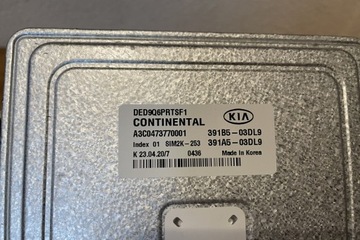 DED9Q6PRTSF1
CONTINENTAL KIA
A3C0473770001 391B5-03DL9
Index 01 SIM2K-253 391A5-03DL9
K 23.04.20/7 0436 Made In Korea